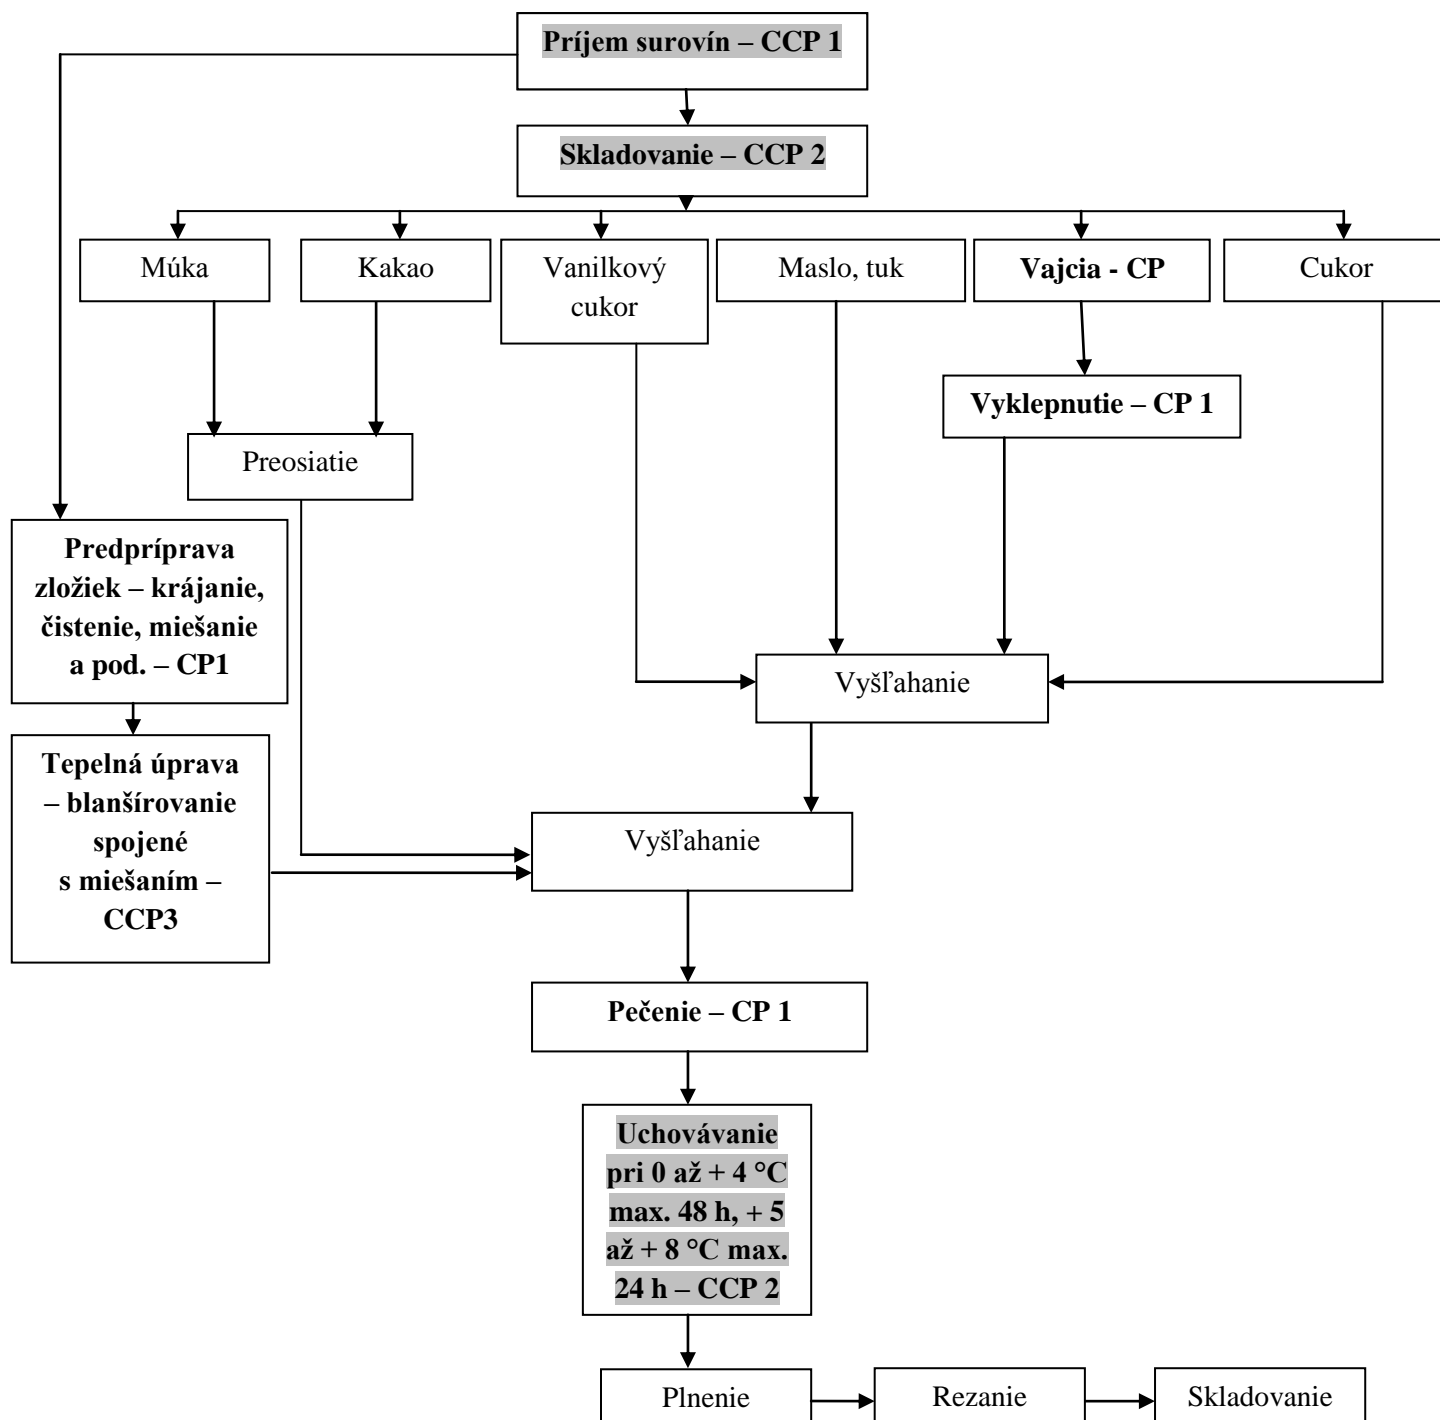 Príjem surovín – CCP 1
Skladovanie – CCP 2
Múka
Kakao
Vanilkový
cukor
Maslo, tuk
Vajcia - CP
Cukor
Vyklepnutie – CP 1
Preosiatie
Predpríprava
zložiek – krájanie,
čistenie, miešanie
a pod. – CP1
Vyšľahanie
Tepelná úprava
– blanšírovanie
spojené
s miešaním –
CCP3
Vyšľahanie
Pečenie – CP 1
Uchovávanie
pri 0 až + 4 °C
max. 48 h, + 5
až + 8 °C max.
24 h – CCP 2
Plnenie
Rezanie
Skladovanie